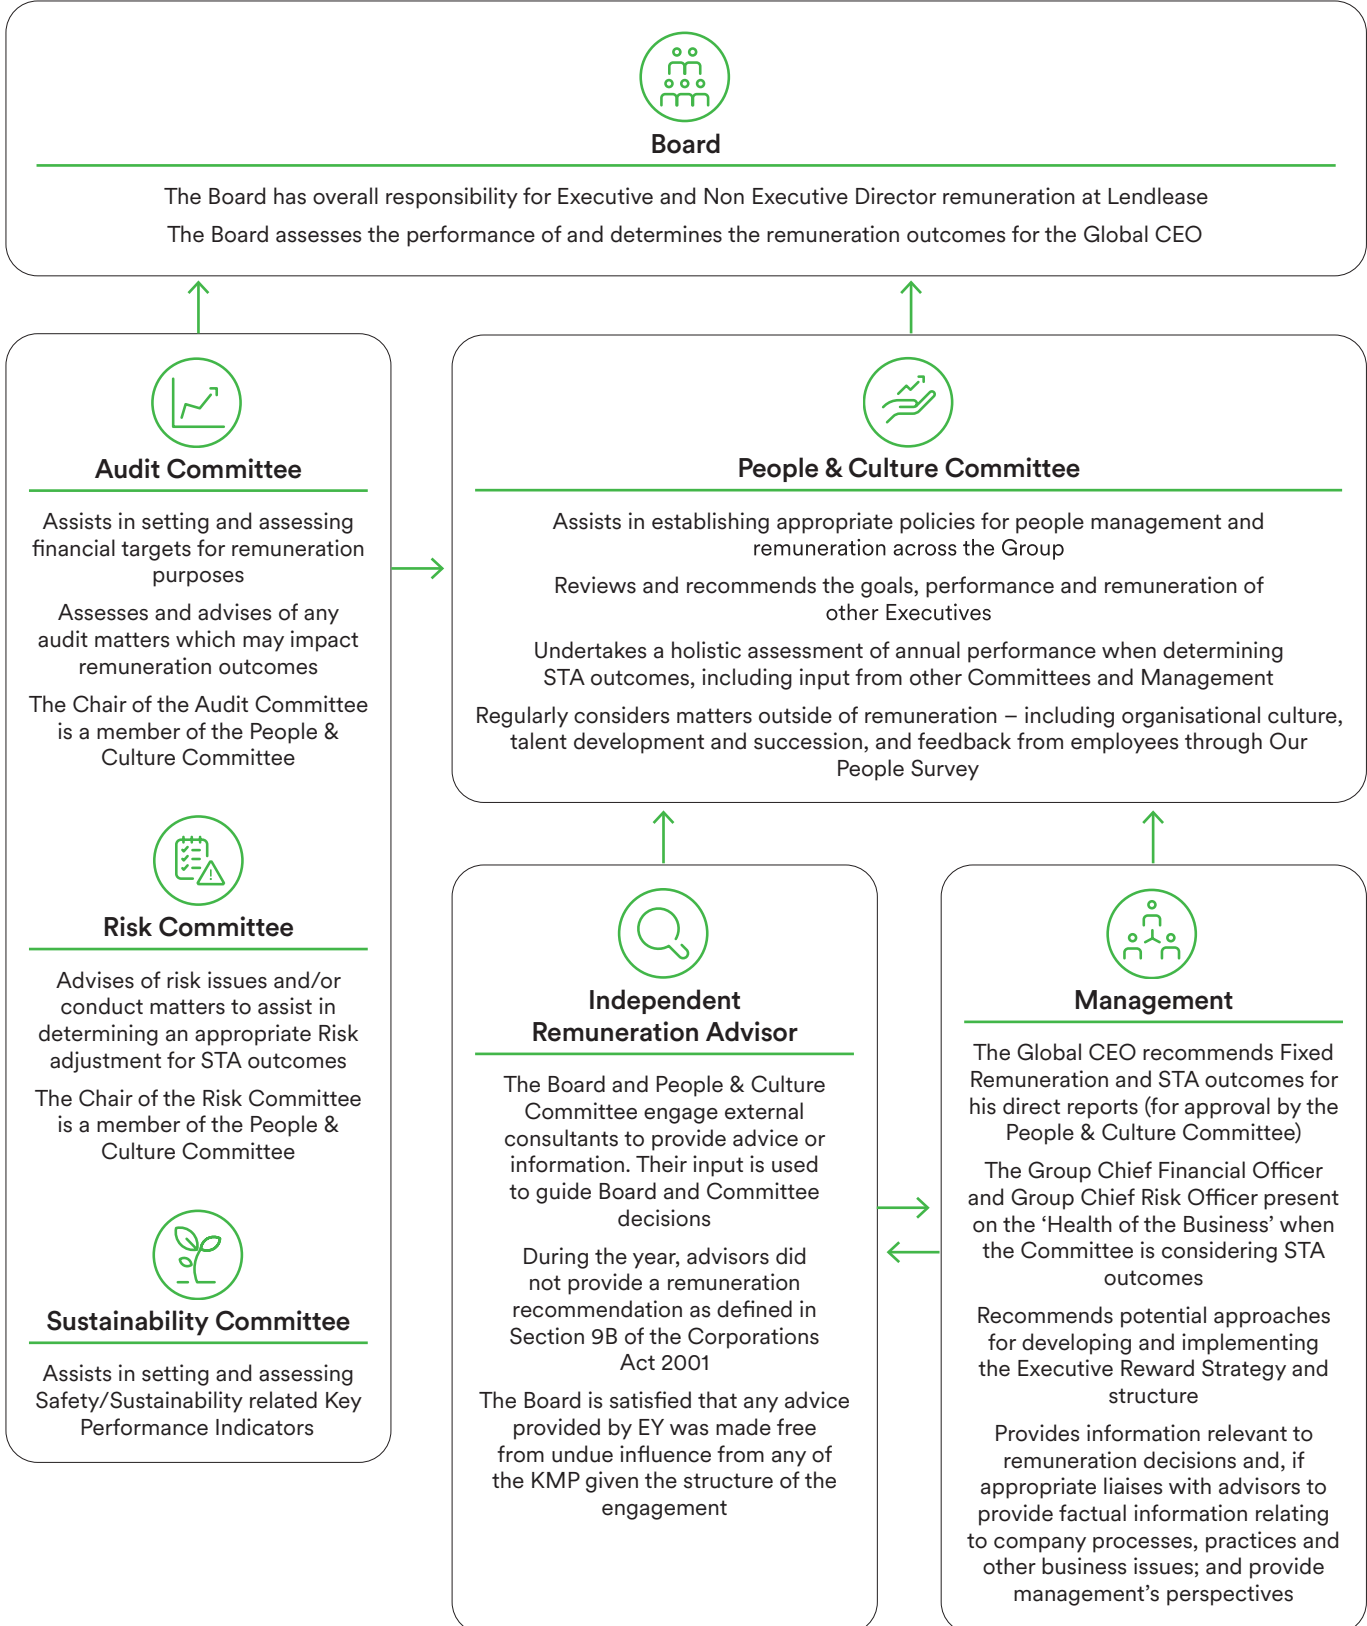 Board
The Board has overall responsibility for Executive and Non Executive Director remuneration at Lendlease
The Board assesses the performance of and determines the remuneration outcomes for the Global CEO
Audit Committee
Assists in setting and assessing
financial targets for remuneration
purposes
Assesses and advises of any
audit matters which may impact
remuneration outcomes
The Chair of the Audit Committee
is a member of the People &
Culture Committee
Risk Committee
Advises of risk issues and/or
conduct matters to assist in
determining an appropriate Risk
adjustment for STA outcomes
The Chair of the Risk Committee
is a member of the People &
Culture Committee
Sustainability Committee
Assists in setting and assessing
Safety/Sustainability related Key
Performance Indicators
People & Culture Committee
Assists in establishing appropriate policies for people management and
remuneration across the Group
Reviews and recommends the goals, performance and remuneration of
other Executives
Undertakes a holistic assessment of annual performance when determining
STA outcomes, including input from other Committees and Management
Regularly considers matters outside of remuneration – including organisational culture,
talent development and succession, and feedback from employees through Our
People Survey
Independent
Remuneration Advisor
The Board and People & Culture
Committee engage external
consultants to provide advice or
information. Their input is used
to guide Board and Committee
decisions
During the year, advisors did
not provide a remuneration
recommendation as defined in
Section 9B of the Corporations
Act 2001
The Board is satisfied that any advice
provided by EY was made free
from undue influence from any of
the KMP given the structure of the
engagement
Management
The Global CEO recommends Fixed
Remuneration and STA outcomes for
his direct reports (for approval by the
People & Culture Committee)
The Group Chief Financial Officer
and Group Chief Risk Officer present
on the ‘Health of the Business’ when
the Committee is considering STA
outcomes
Recommends potential approaches
for developing and implementing
the Executive Reward Strategy and
structure
Provides information relevant to
remuneration decisions and, if
appropriate liaises with advisors to
provide factual information relating
to company processes, practices and
other business issues; and provide
management’s perspectives